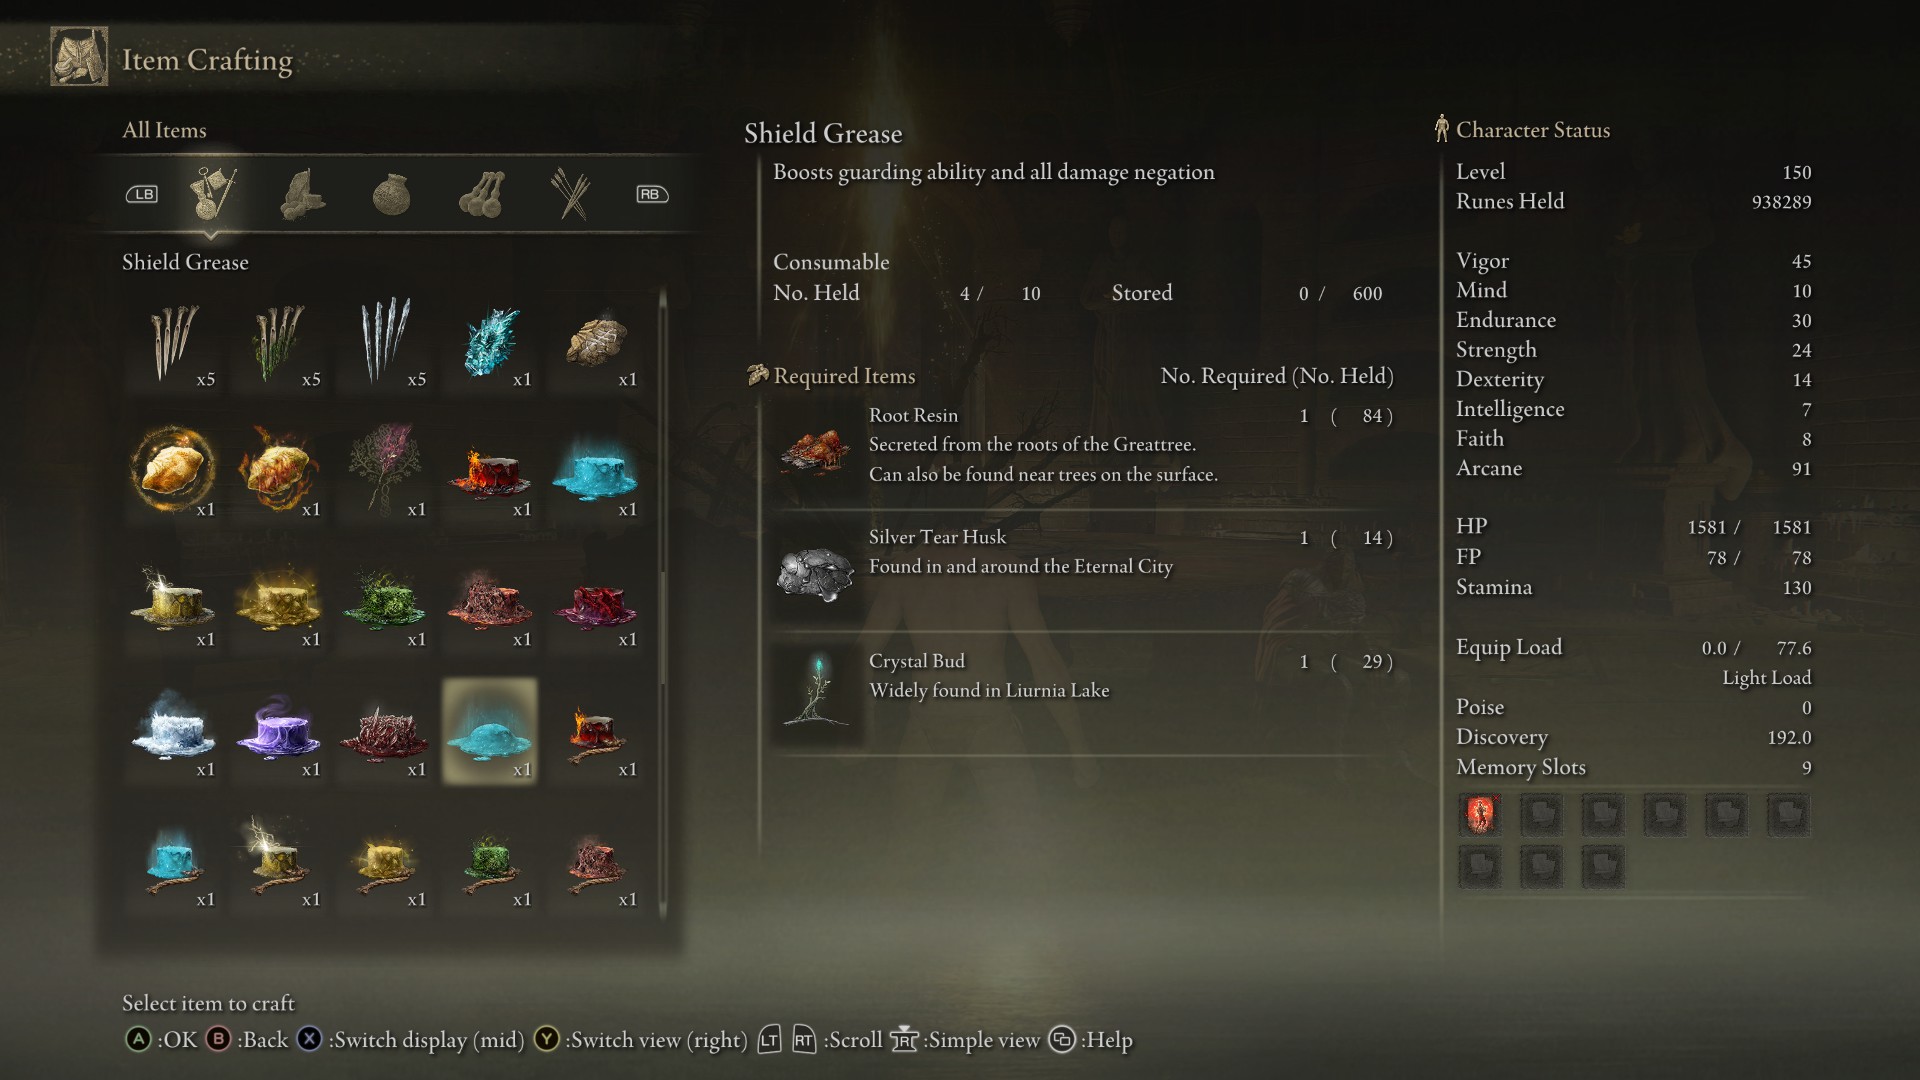 Item Crafting
All Items
LB
RB
Shield Grease
x5 x5 x5 x1 x1
x1 x1 x1 x1 x1
x1 x1 x1 x1 x1
x1 x1 x1 x1 x1
x1 x1 x1 x1 x1
Shield Grease
Boosts guarding ability and all damage negation
Consumable
No. Held 4 / 10 Stored 0 / 600
Required Items No. Required (No. Held)
Root Resin 1 ( 84 )
Secreted from the roots of the Greattree.
Can also be found near trees on the surface.
Silver Tear Husk 1 ( 14 )
Found in and around the Eternal City
Crystal Bud 1 ( 29 )
Widely found in Liurnia Lake
Character Status
Level 150
Runes Held 938289
Vigor 45
Mind 10
Endurance 30
Strength 24
Dexterity 14
Intelligence 7
Faith 8
Arcane 91
HP 1581 / 1581
FP 78 / 78
Stamina 130
Equip Load 0.0 / 77.6
Light Load
Poise 0
Discovery 192.0
Memory Slots 9
Select item to craft
A :OK B :Back X :Switch display (mid) Y :Switch view (right) LT RT :Scroll R :Simple view :Help